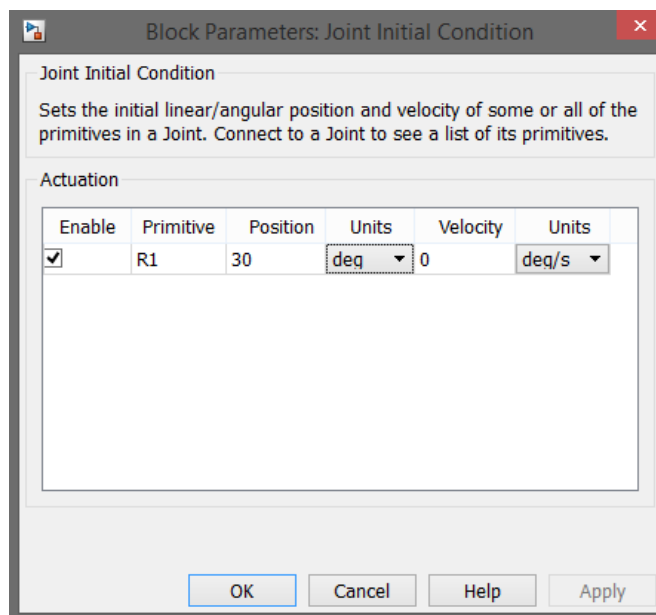 Block Parameters: Joint Initial Condition
Joint Initial Condition
Sets the initial linear/angular position and velocity of some or all of the
primitives in a Joint. Connect to a Joint to see a list of its primitives.
Actuation
Enable Primitive Position Units Velocity Units
R1 30 deg 0 deg/s
OK Cancel Help Apply